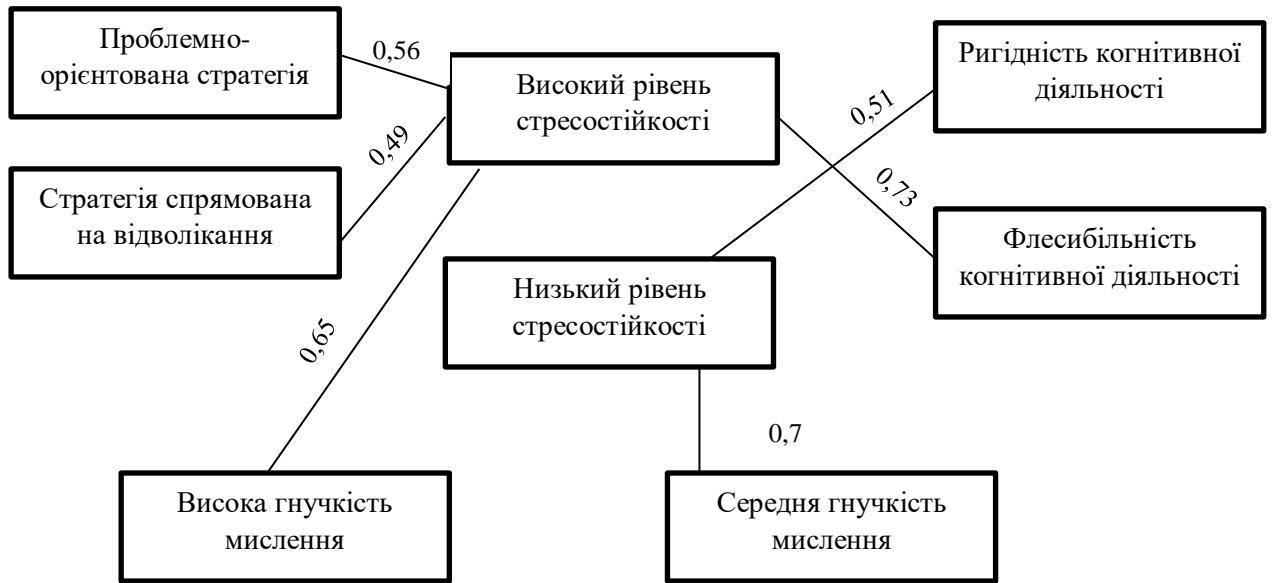 Проблемно-
орієнтована стратегія
0,56
Високий рівень
стресостійкості
Ригідність когнітивної
діяльності
0,51
0,49
Стратегія спрямована
на відволікання
0,73
Флесибільність
когнітивної діяльності
Низький рівень
стресостійкості
0,65
0,7
Висока гнучкість
мислення
Середня гнучкість
мислення